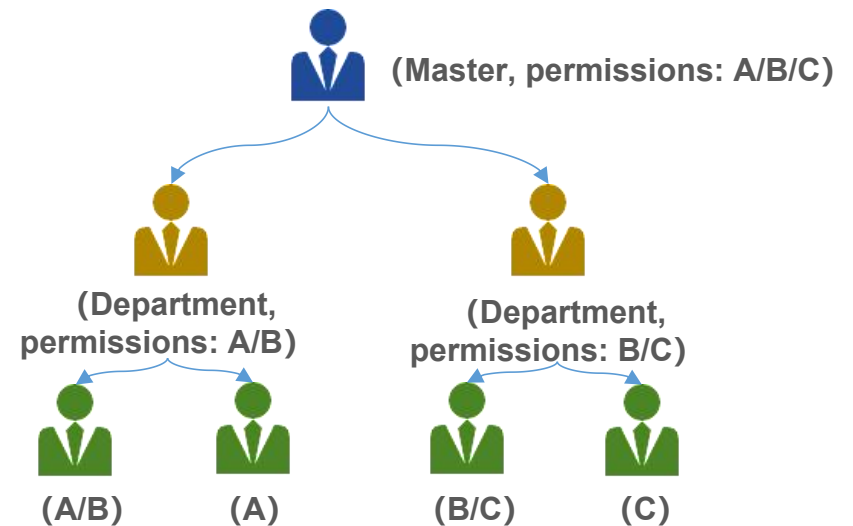 (Master, permissions: A/B/C)
(Department,
permissions: A/B)
(Department,
permissions: B/C)
(A/B)
(A)
(B/C)
(C)